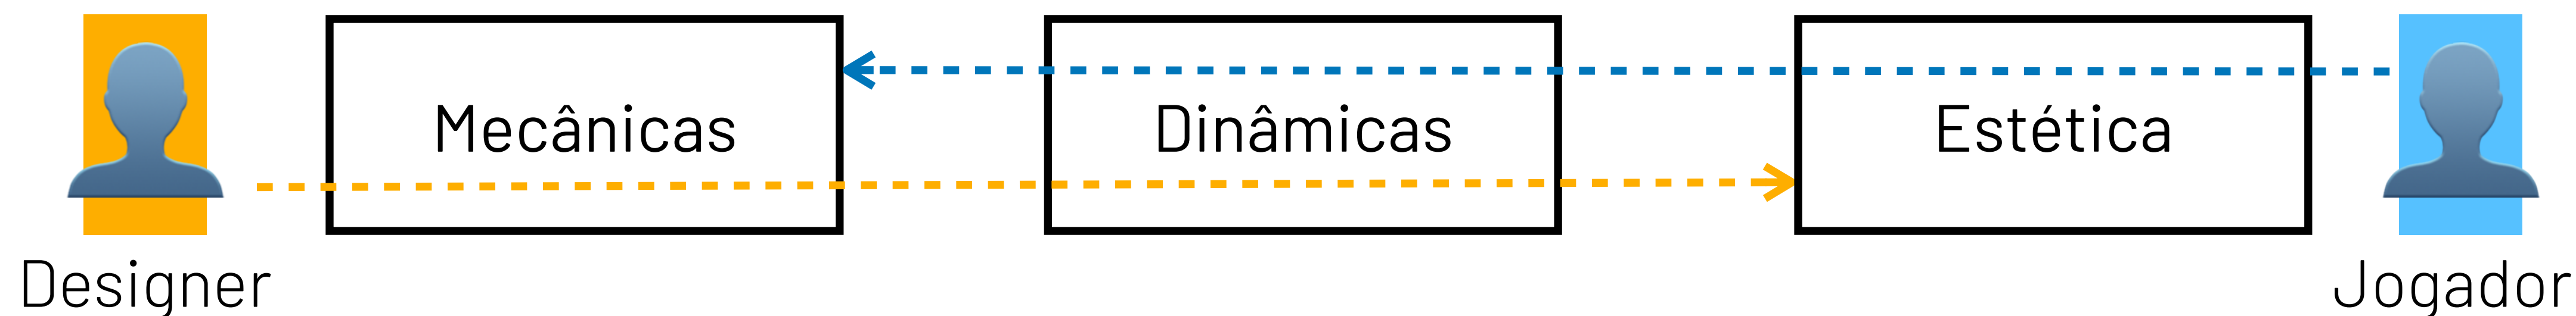 Mecânicas
Dinâmicas
Estética
Designer
Jogador